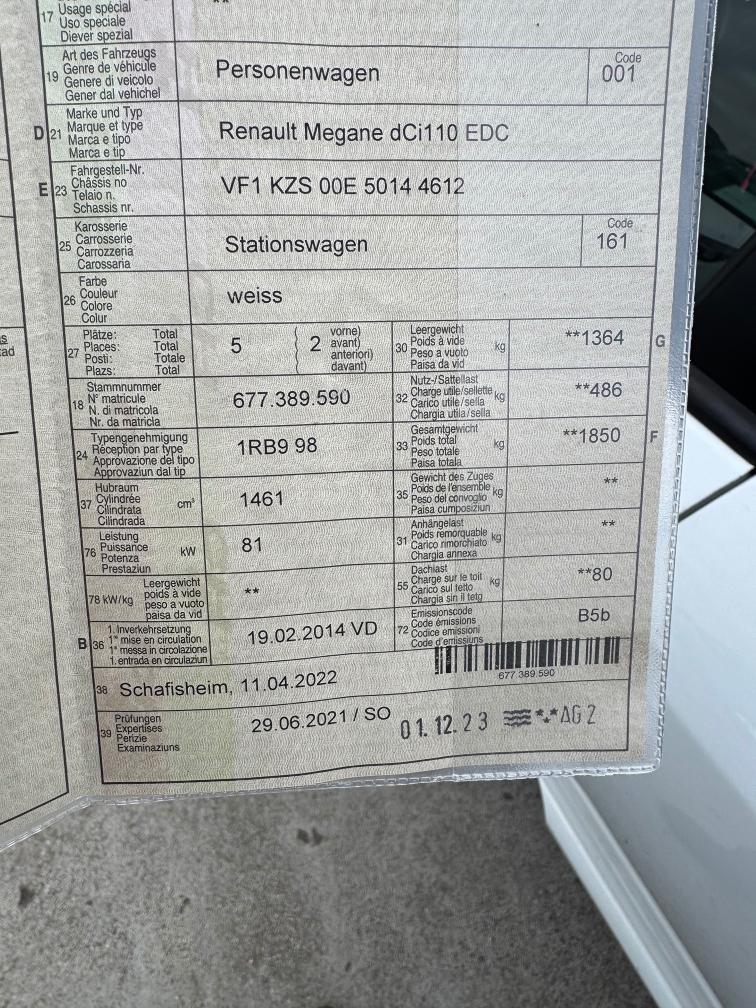 17 Usage spécial
Uso speciale
Diever spezial
**
19 Art des Fahrzeugs
Genre de véhicule
Genere di veicolo
Gener dal vehichel
Personenwagen
Code
001
D 21 Marke und Typ
Marque et type
Marca e tipo
Marca e tip
Renault Megane dCi110 EDC
E 23 Fahrgestell-Nr.
Châssis no
Telaio n.
Schassis nr.
VF1 KZS 00E 5014 4612
25 Karosserie
Carrosserie
Carrozzeria
Carossaria
Stationswagen
Code
161
26 Farbe
Couleur
Colore
Colur
weiss
27 Plätze: Total
Places: Total
Posti: Totale
Plazs: Total
5
2
vorne)
avant)
anteriori)
davant)
30 Leergewicht
Poids à vide
Peso a vuoto
Paisa da vid
kg
**1364
G
18 Stammnummer
N° matricule
N. di matricola
Nr. da matricla
677.389.590
32 Nutz-/Sattellast
Charge utile/sellette
Carico utile/sella
Chargia utila/sella
kg
**486
24 Typengenehmigung
Réception par type
Approvazione del tipo
Approvaziun dal tip
1RB9 98
33 Gesamtgewicht
Poids total
Peso totale
Paisa totala
kg
**1850
F
37 Hubraum
Cylindrée
Cilindrata
Cilindrada
cm³
1461
35 Gewicht des Zuges
Poids de l'ensemble
Peso del convoglio
Paisa cumposiziun
kg
**
76 Leistung
Puissance
Potenza
Prestaziun
kW
81
31 Anhängelast
Poids remorquable
Carico rimorchiato
Chargia annexa
kg
**
78 kW/kg
Leergewicht
poids à vide
peso a vuoto
paisa da vid
**
55 Dachlast
Charge sur le toit
Carico sul tetto
Chargia sin il tetg
kg
**80
B 36 1. Inverkehrsetzung
1re mise en circulation
1a messa in circolazione
1. entrada en circulaziun
19.02.2014 VD
72 Emissionscode
Code émissions
Codice emissioni
Code d'emissiuns
B5b
677 389 590
38 Schafisheim, 11.04.2022
39 Prüfungen
Expertises
Perizie
Examinaziuns
29.06.2021 / SO
01.12.23
AG 2